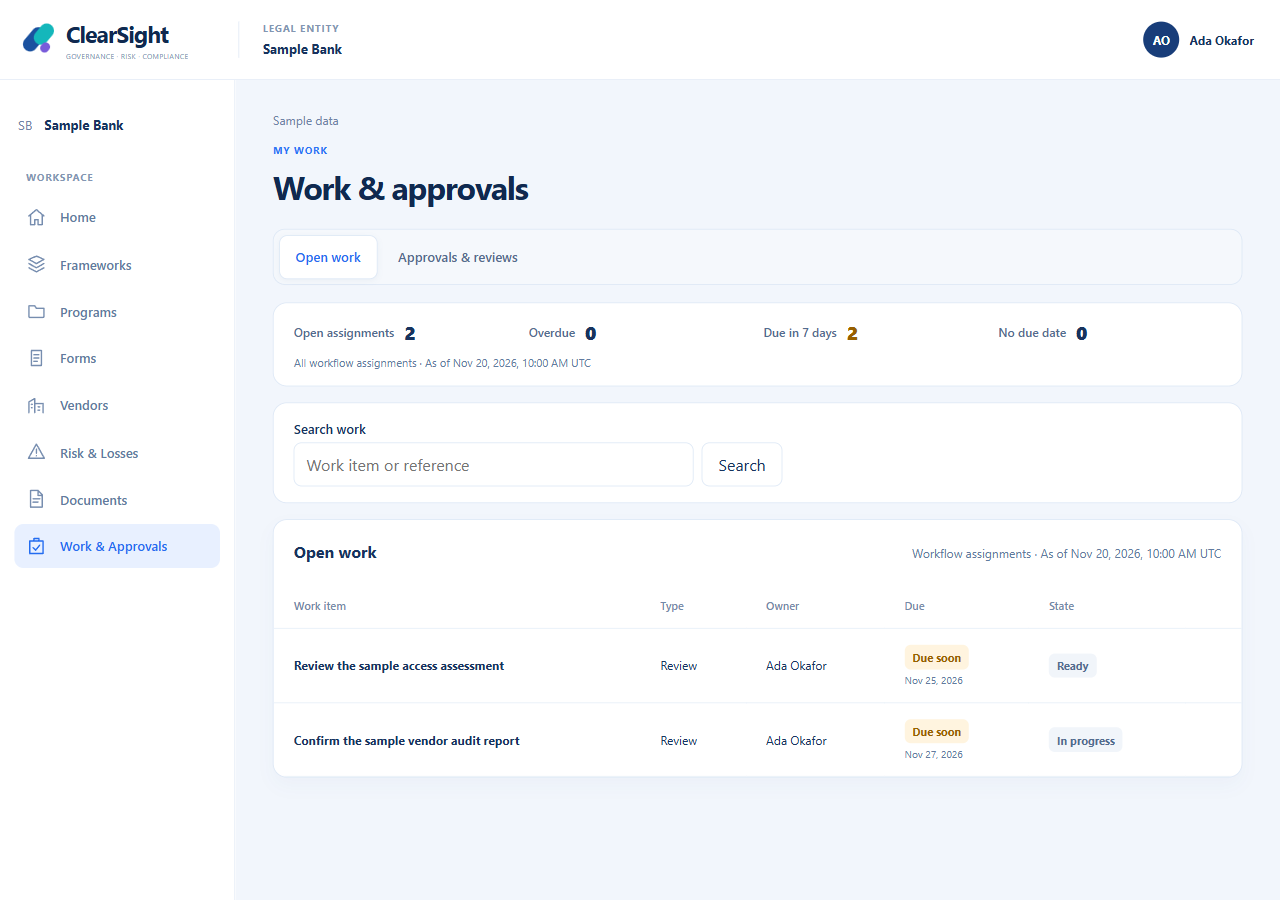 ClearSight
GOVERNANCE · RISK · COMPLIANCE
LEGAL ENTITY
Sample Bank
AO
Ada Okafor
SB
Sample Bank
WORKSPACE
Home
Frameworks
Programs
Forms
Vendors
Risk & Losses
Documents
Work & Approvals
Sample data
MY WORK
Work & approvals
Open work
Approvals & reviews
Open assignments 2
Overdue 0
Due in 7 days 2
No due date 0
All workflow assignments · As of Nov 20, 2026, 10:00 AM UTC
Search work
Work item or reference
Search
Open work
Workflow assignments · As of Nov 20, 2026, 10:00 AM UTC
Work item Type Owner Due State
Review the sample access assessment Review Ada Okafor Due soon Ready
Nov 25, 2026
Confirm the sample vendor audit report Review Ada Okafor Due soon In progress
Nov 27, 2026